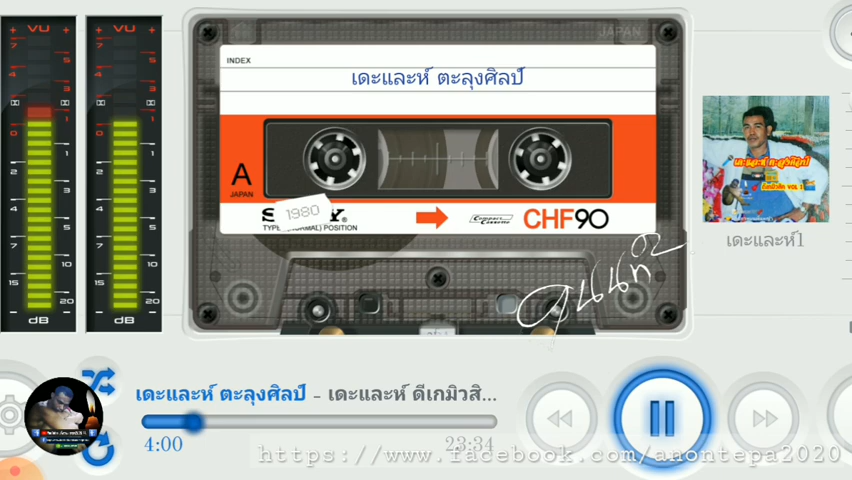 VU
VU
JAPAN
INDEX
เดะและห์ ตะลุงศิลป์
A
JAPAN
1980
TYPE (NORMAL) POSITION
Compact Cassette
CHF90
เดะและห์1
dB
dB
เดะและห์ ตะลุงศิลป์ - เดะและห์ ดีเกมิวสิ...
4:00
23:34
https://www.facebook.com/anontepa2020